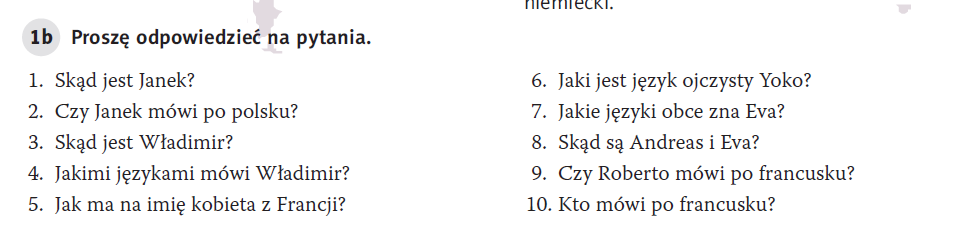 niemiecki.
1b Proszę odpowiedzieć na pytania.
1. Skąd jest Janek?
2. Czy Janek mówi po polsku?
3. Skąd jest Władimir?
4. Jakimi językami mówi Władimir?
5. Jak ma na imię kobieta z Francji?
6. Jaki jest język ojczysty Yoko?
7. Jakie języki obce zna Eva?
8. Skąd są Andreas i Eva?
9. Czy Roberto mówi po francusku?
10. Kto mówi po francusku?